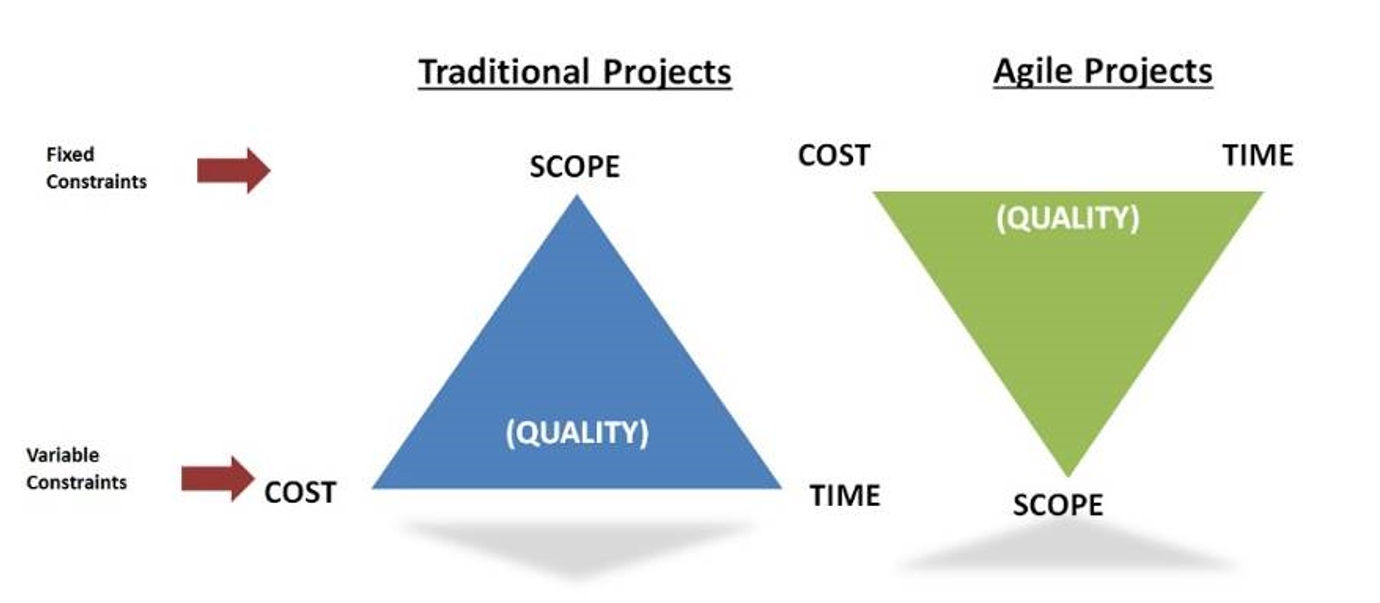 Traditional Projects
Agile Projects
Fixed
Constraints
SCOPE
COST
TIME
(QUALITY)
(QUALITY)
Variable
Constraints
COST
TIME
SCOPE